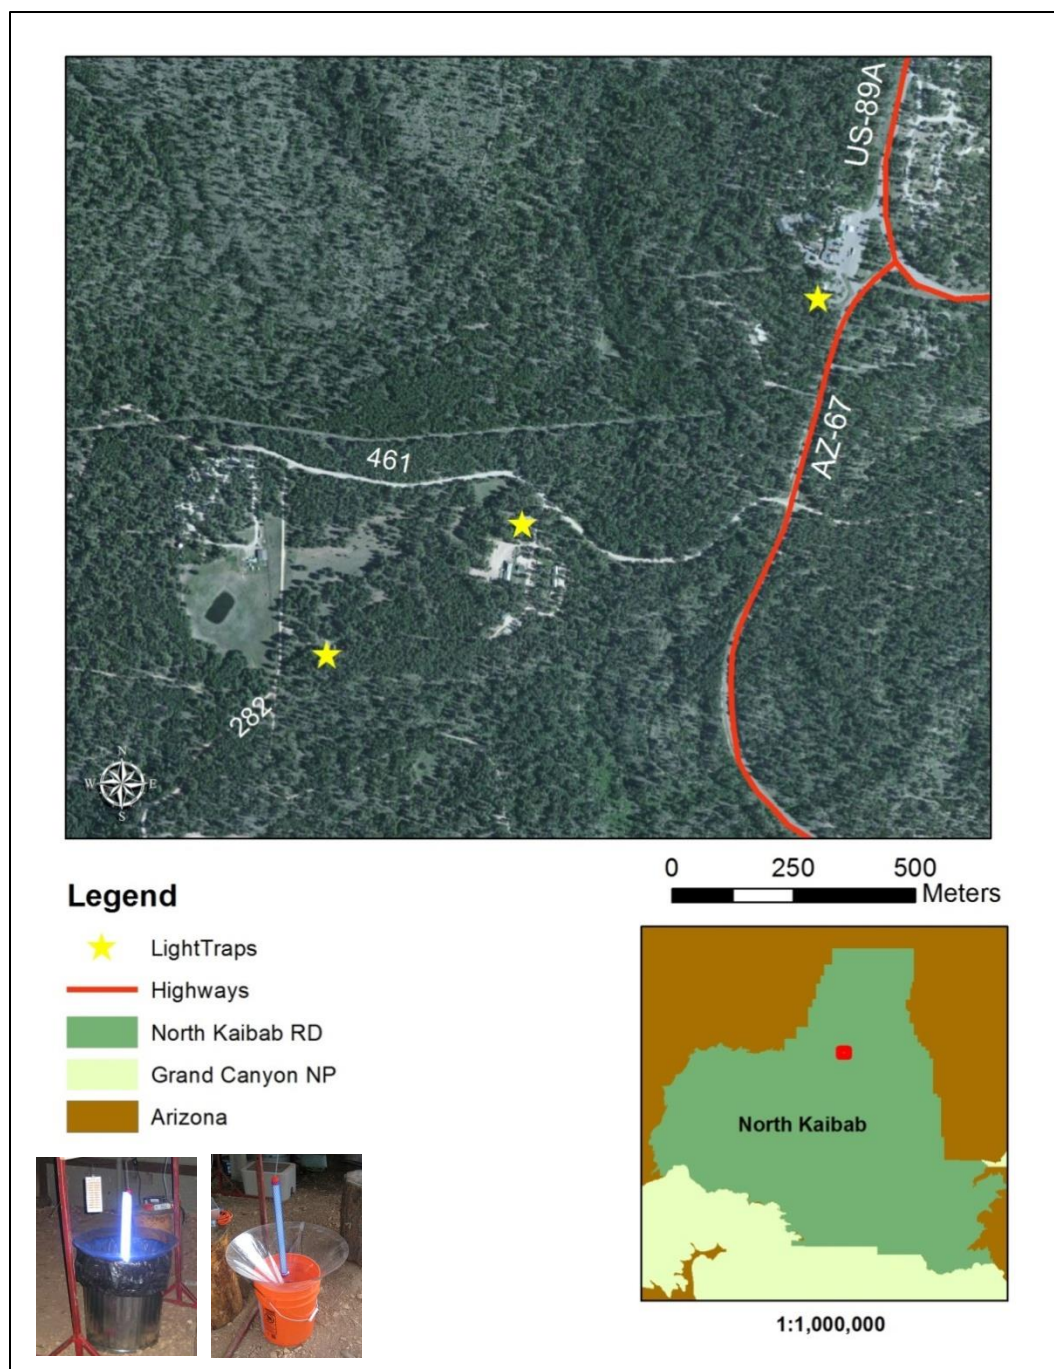 US-89A
AZ-67
461
282
N
W E
S
0 250 500
Meters
Legend
LightTraps
Highways
North Kaibab RD
Grand Canyon NP
Arizona
North Kaibab
1:1,000,000